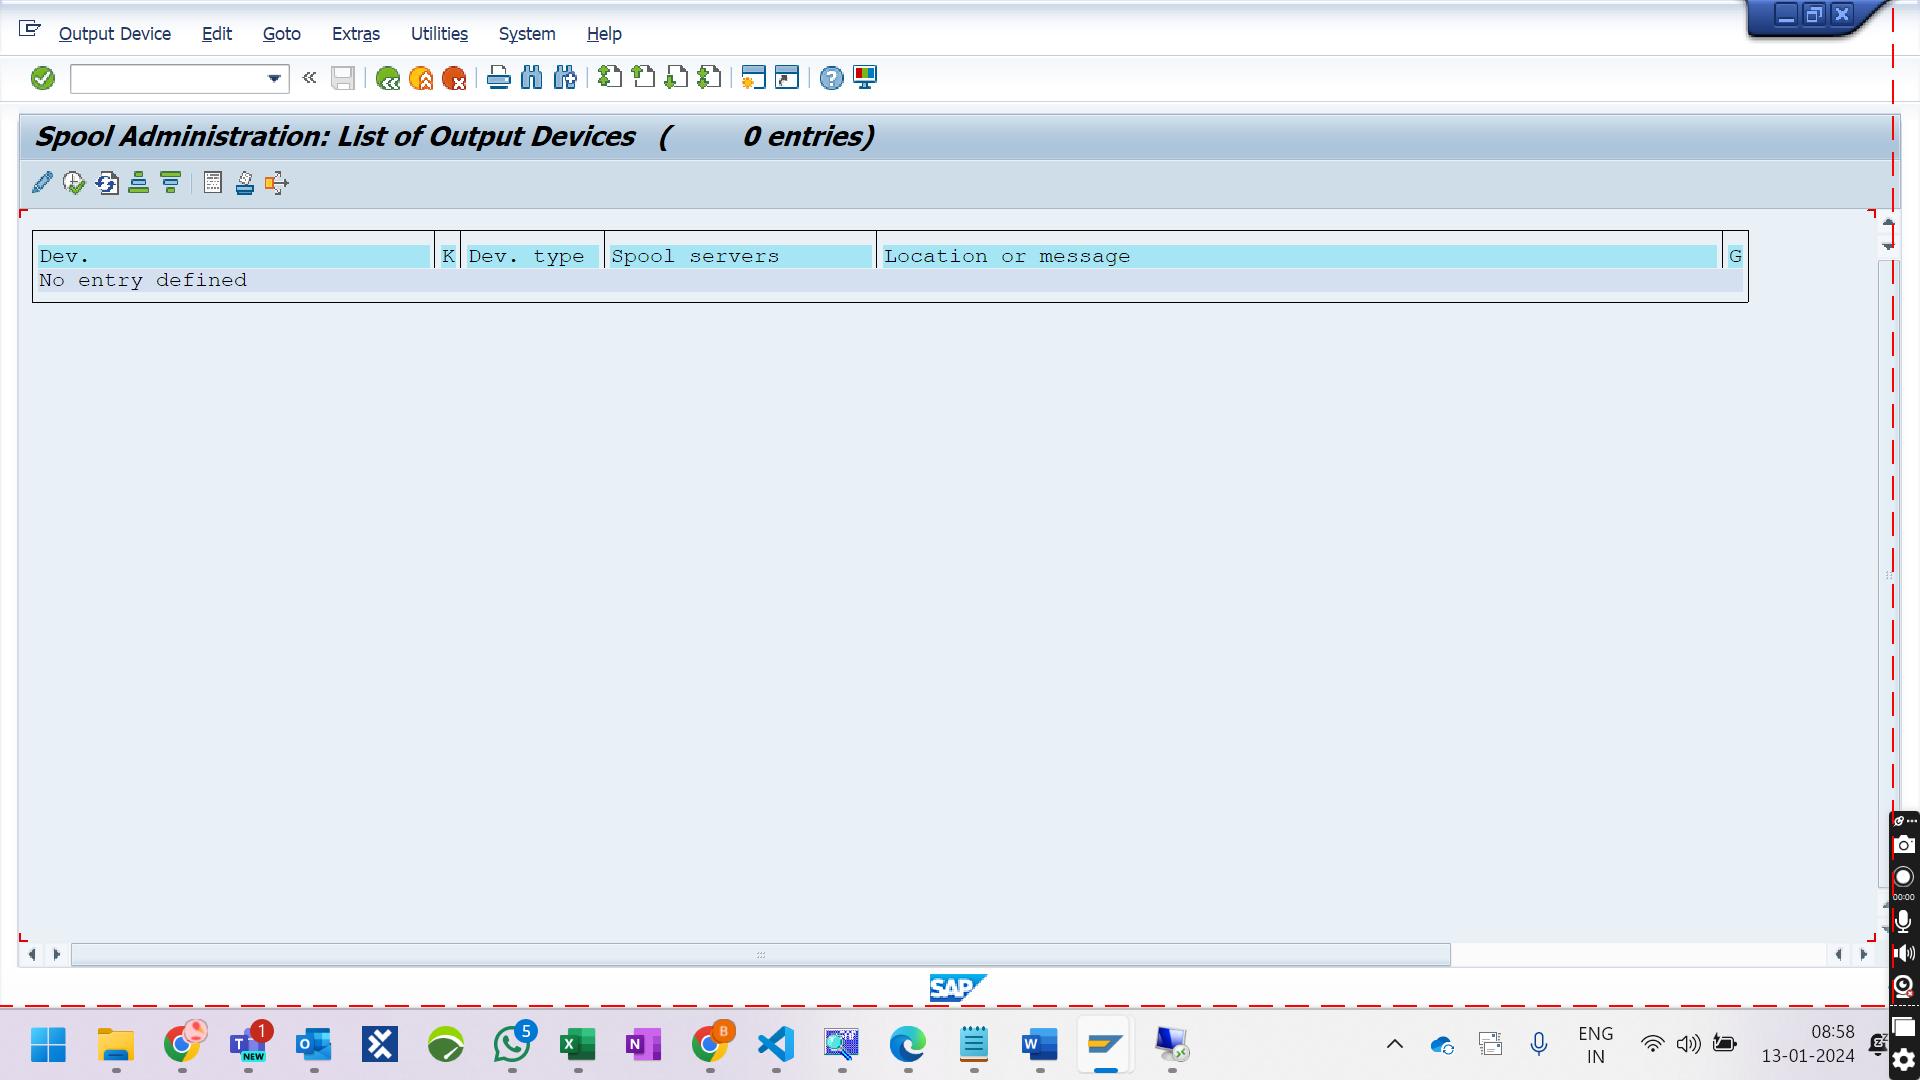 Output Device Edit Goto Extras Utilities System Help
Spool Administration: List of Output Devices ( 0 entries)
Dev. K Dev. type Spool servers Location or message G
No entry defined
00:00
SAP
1
NEW
5
B
ENG
IN
08:58
13-01-2024